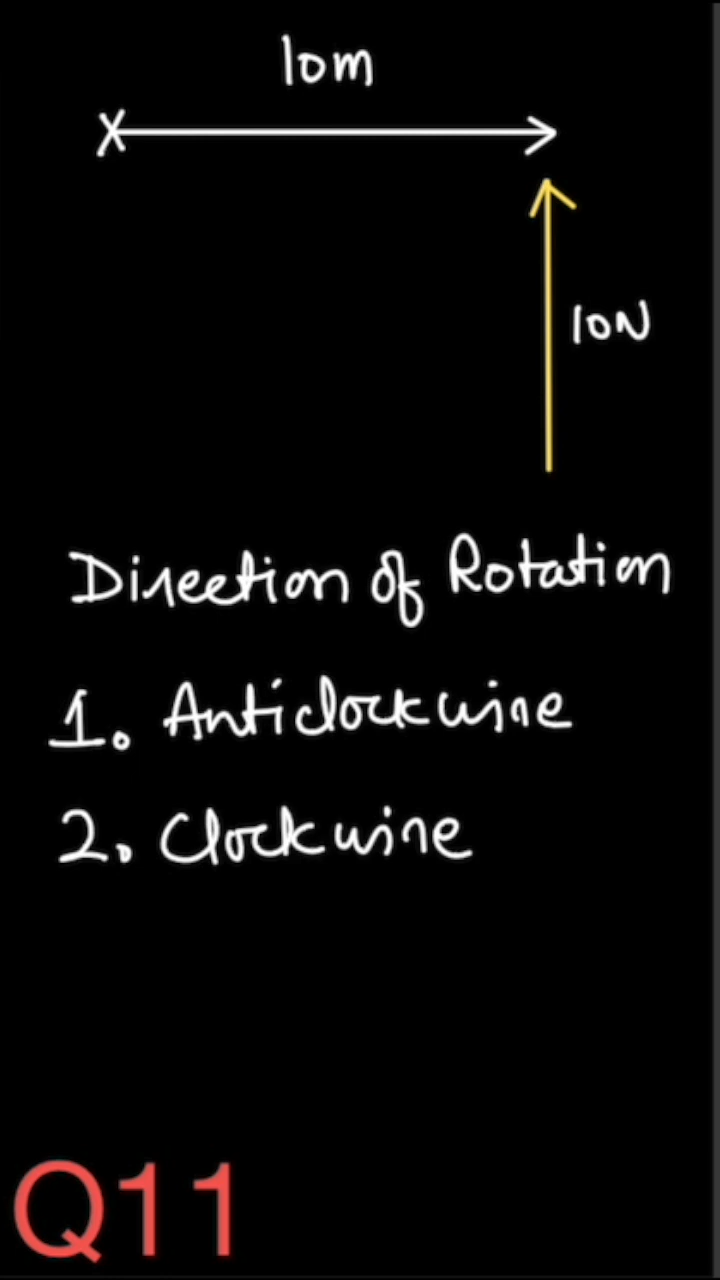 10m
X
10N
Direction of Rotation
1. Anticlockwise
2. Clockwise
Q11